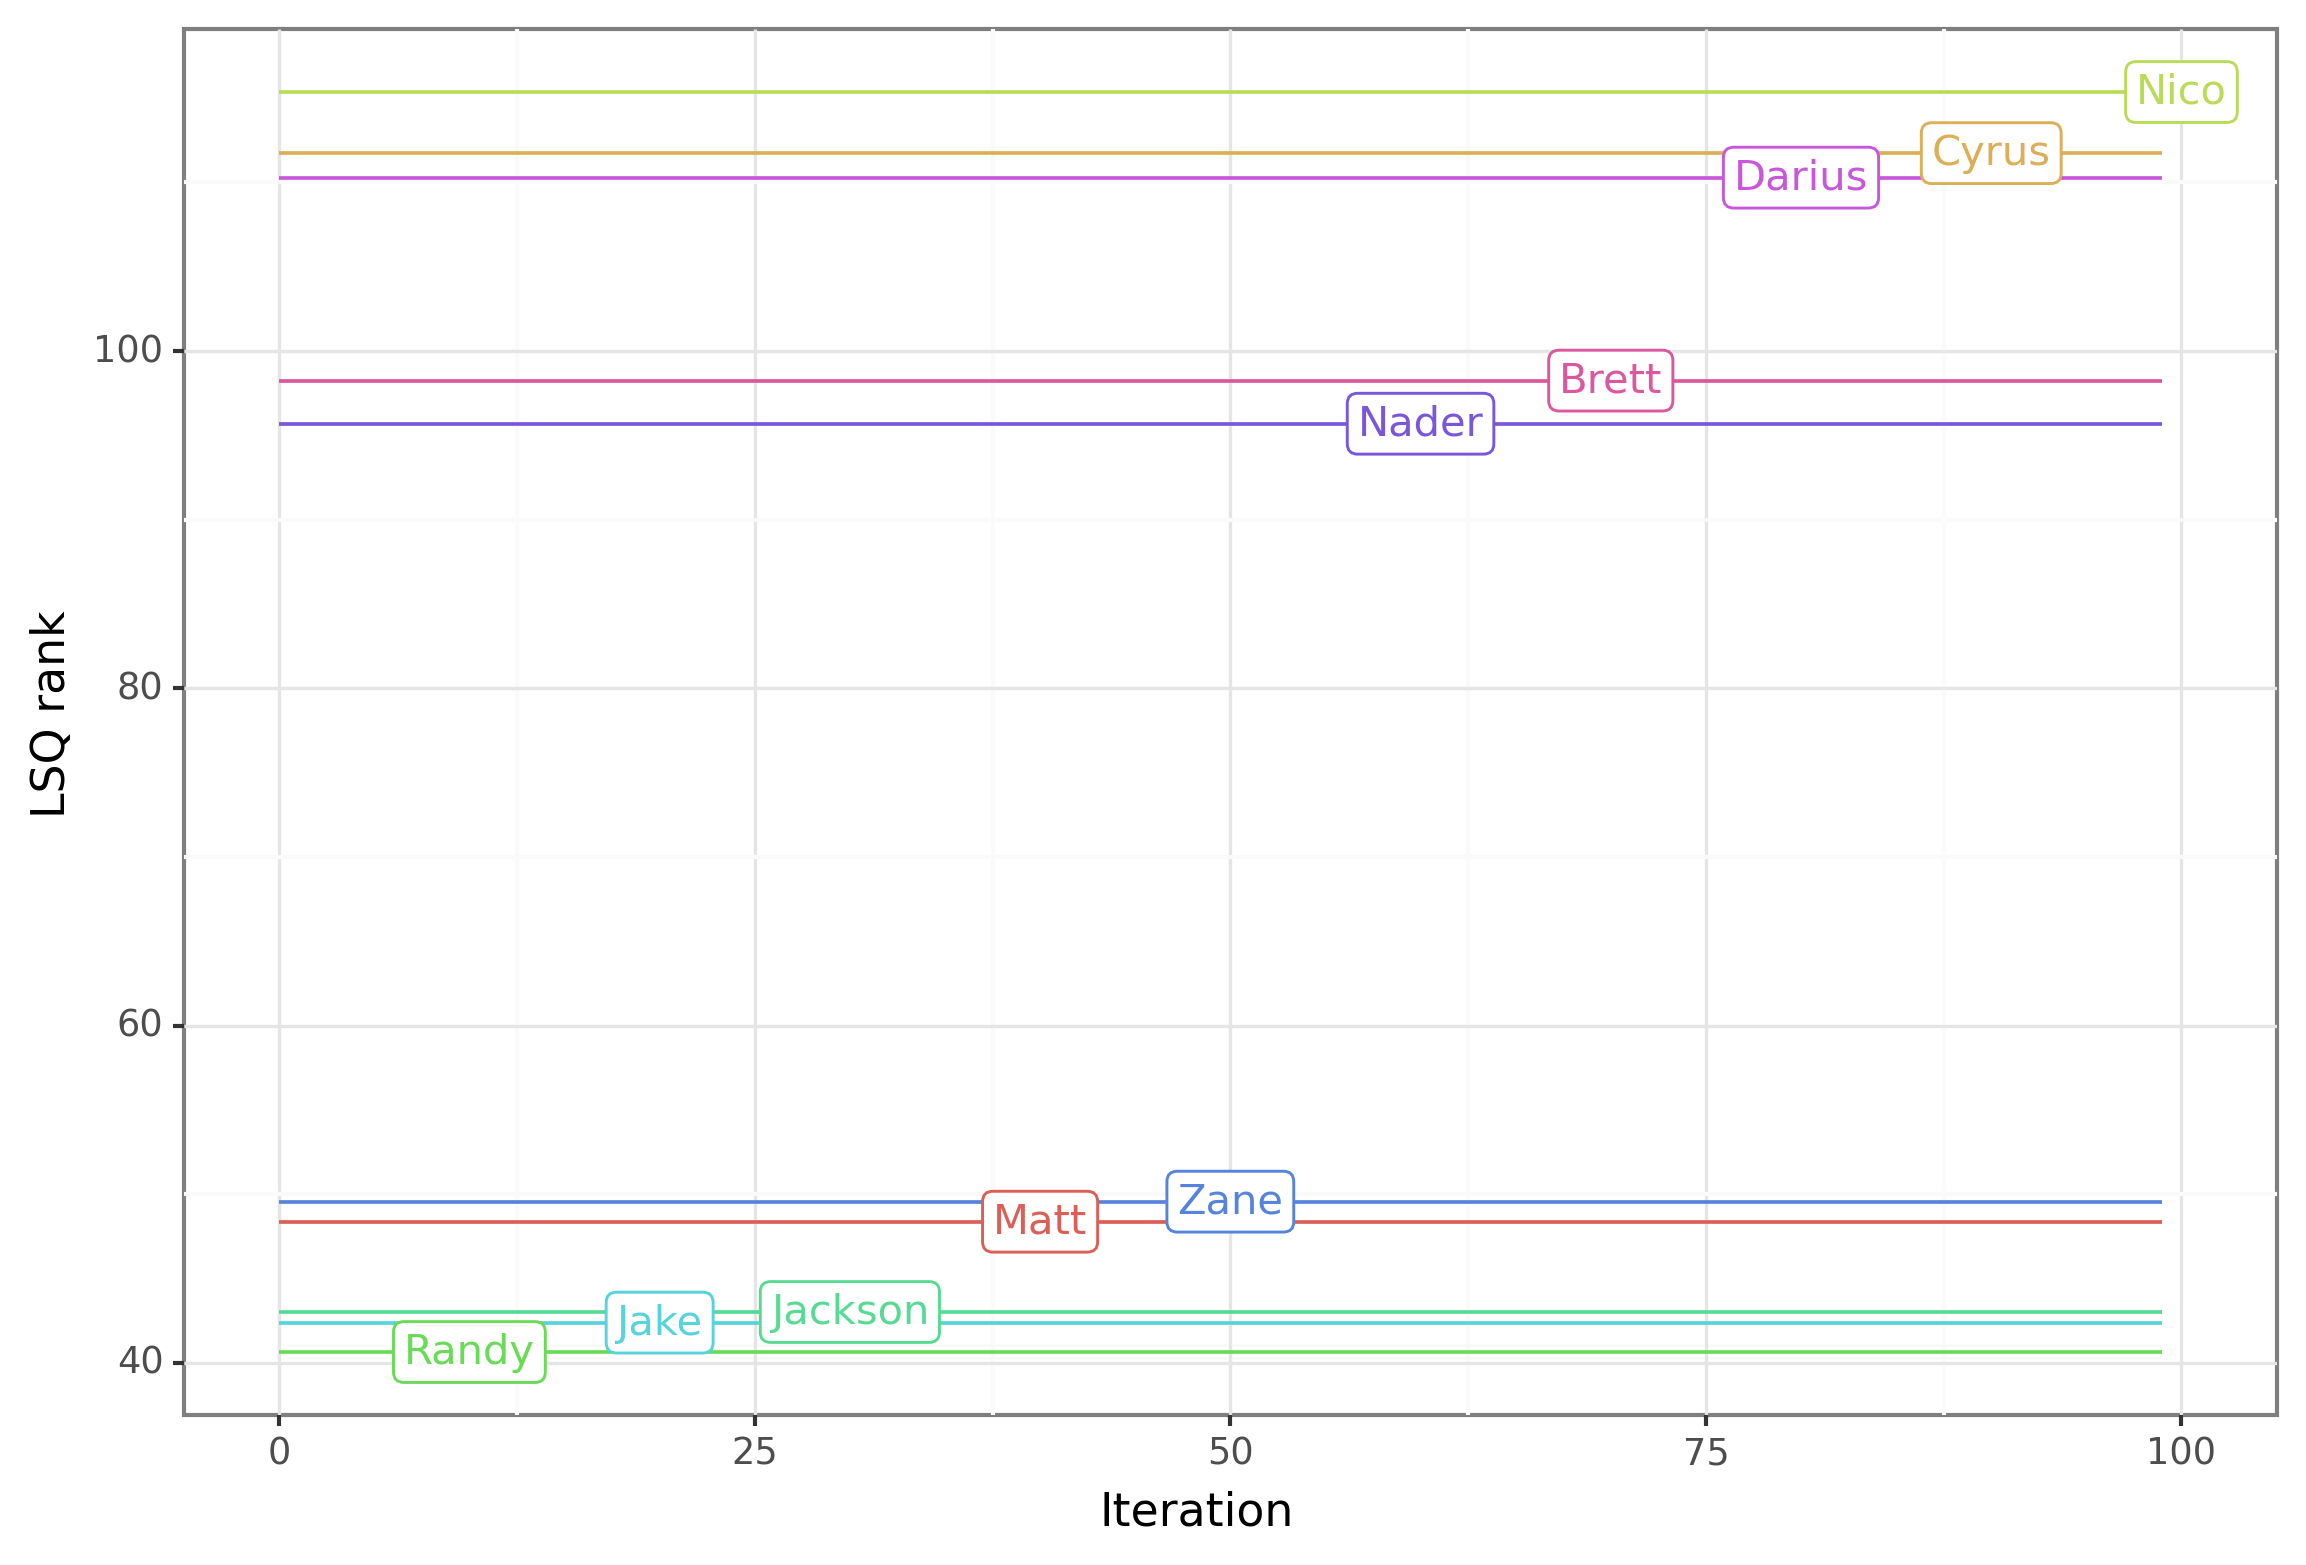 Nico
Cyrus
Darius
100
Brett
Nader
80
LSQ rank
60
Zane
Matt
Jackson
Jake
Randy
40
0 25 50 75 100
Iteration